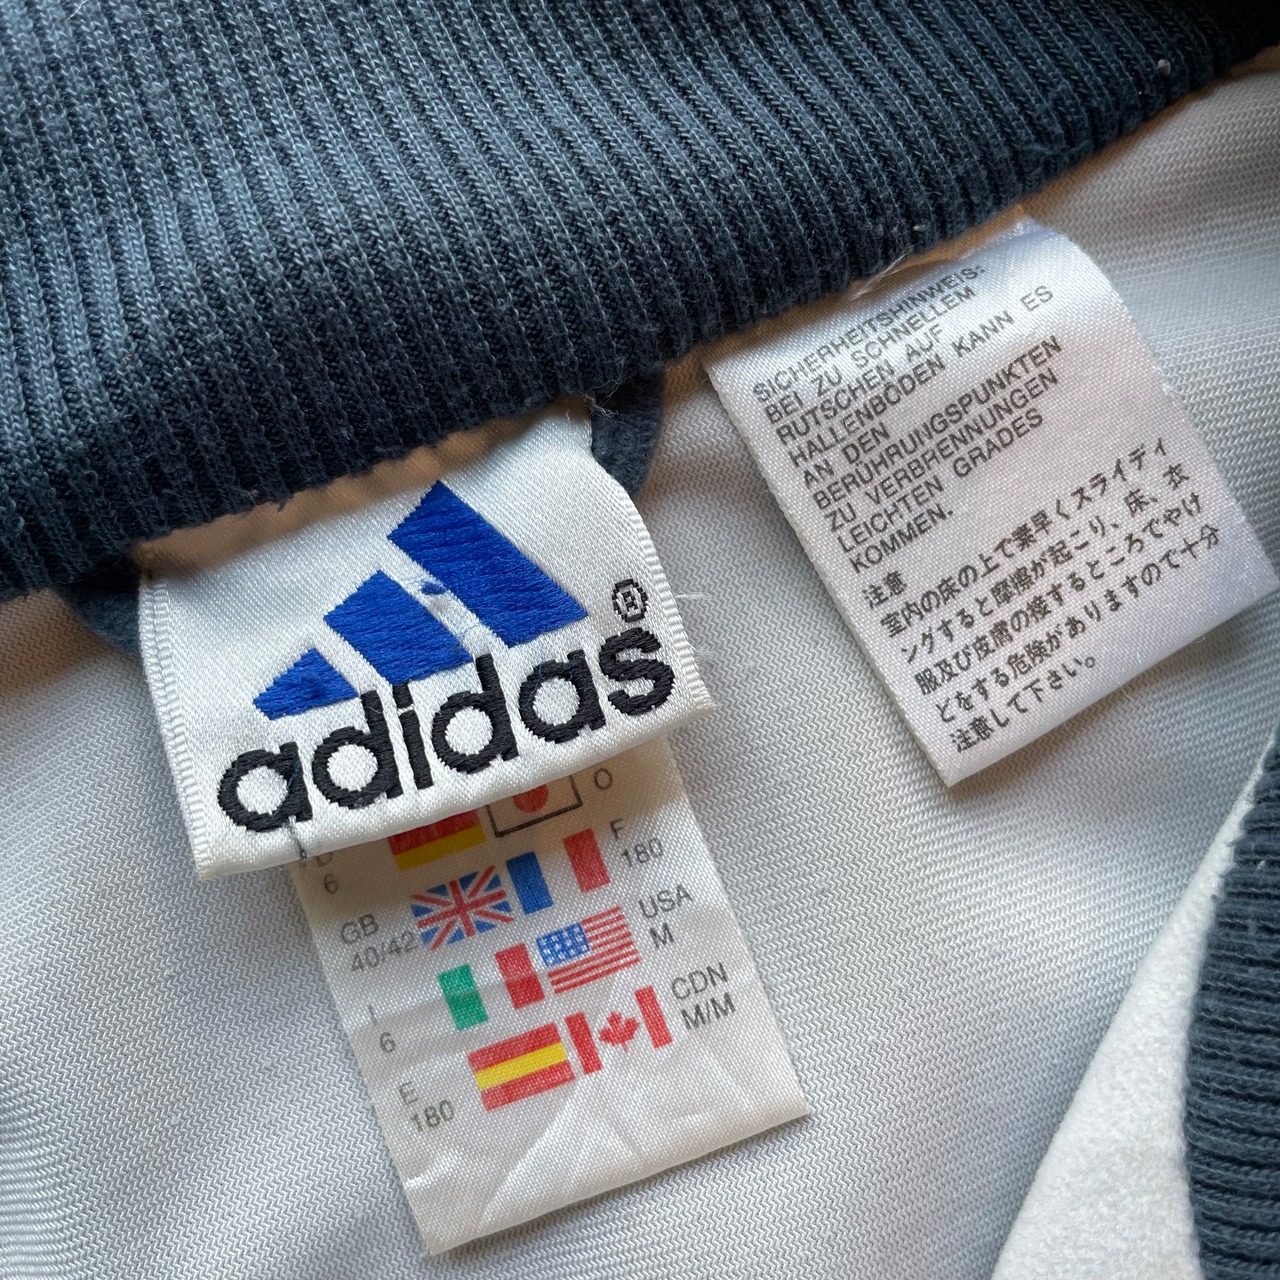 adidas®
D
6
O
GB
40/42
F
180
I
6
USA
M
E
180
CDN
M/M
SICHERHEITSHINWEIS:
BEI ZU SCHNELLEM
RUTSCHEN AUF
HALLENBÖDEN KANN ES
AN DEN
BERÜHRUNGSPUNKTEN
ZU VERBRENNUNGEN
LEICHTEN GRADES
KOMMEN.
注意
室内の床の上で素早くスライディ
ングすると摩擦が起こり、床、衣
服及び皮膚の接するところでやけ
どをする危険がありますので十分
注意して下さい。